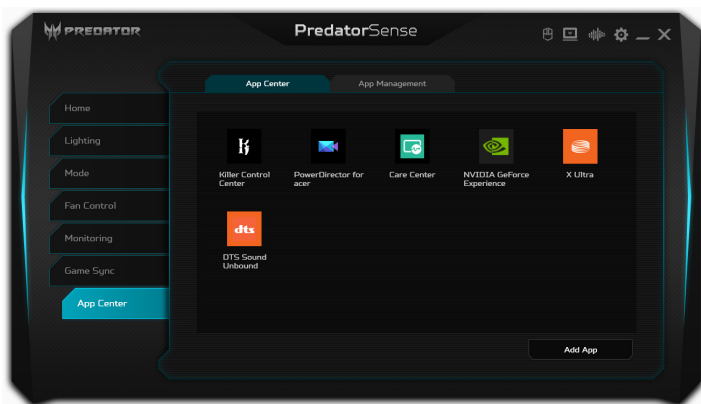 PREDATOR
PredatorSense
App Center
App Management
Home
Lighting
Mode
Fan Control
Monitoring
Game Sync
App Center
Killer Control
Center
PowerDirector for
acer
Care Center
NVIDIA GeForce
Experience
X Ultra
dts
DTS Sound
Unbound
Add App